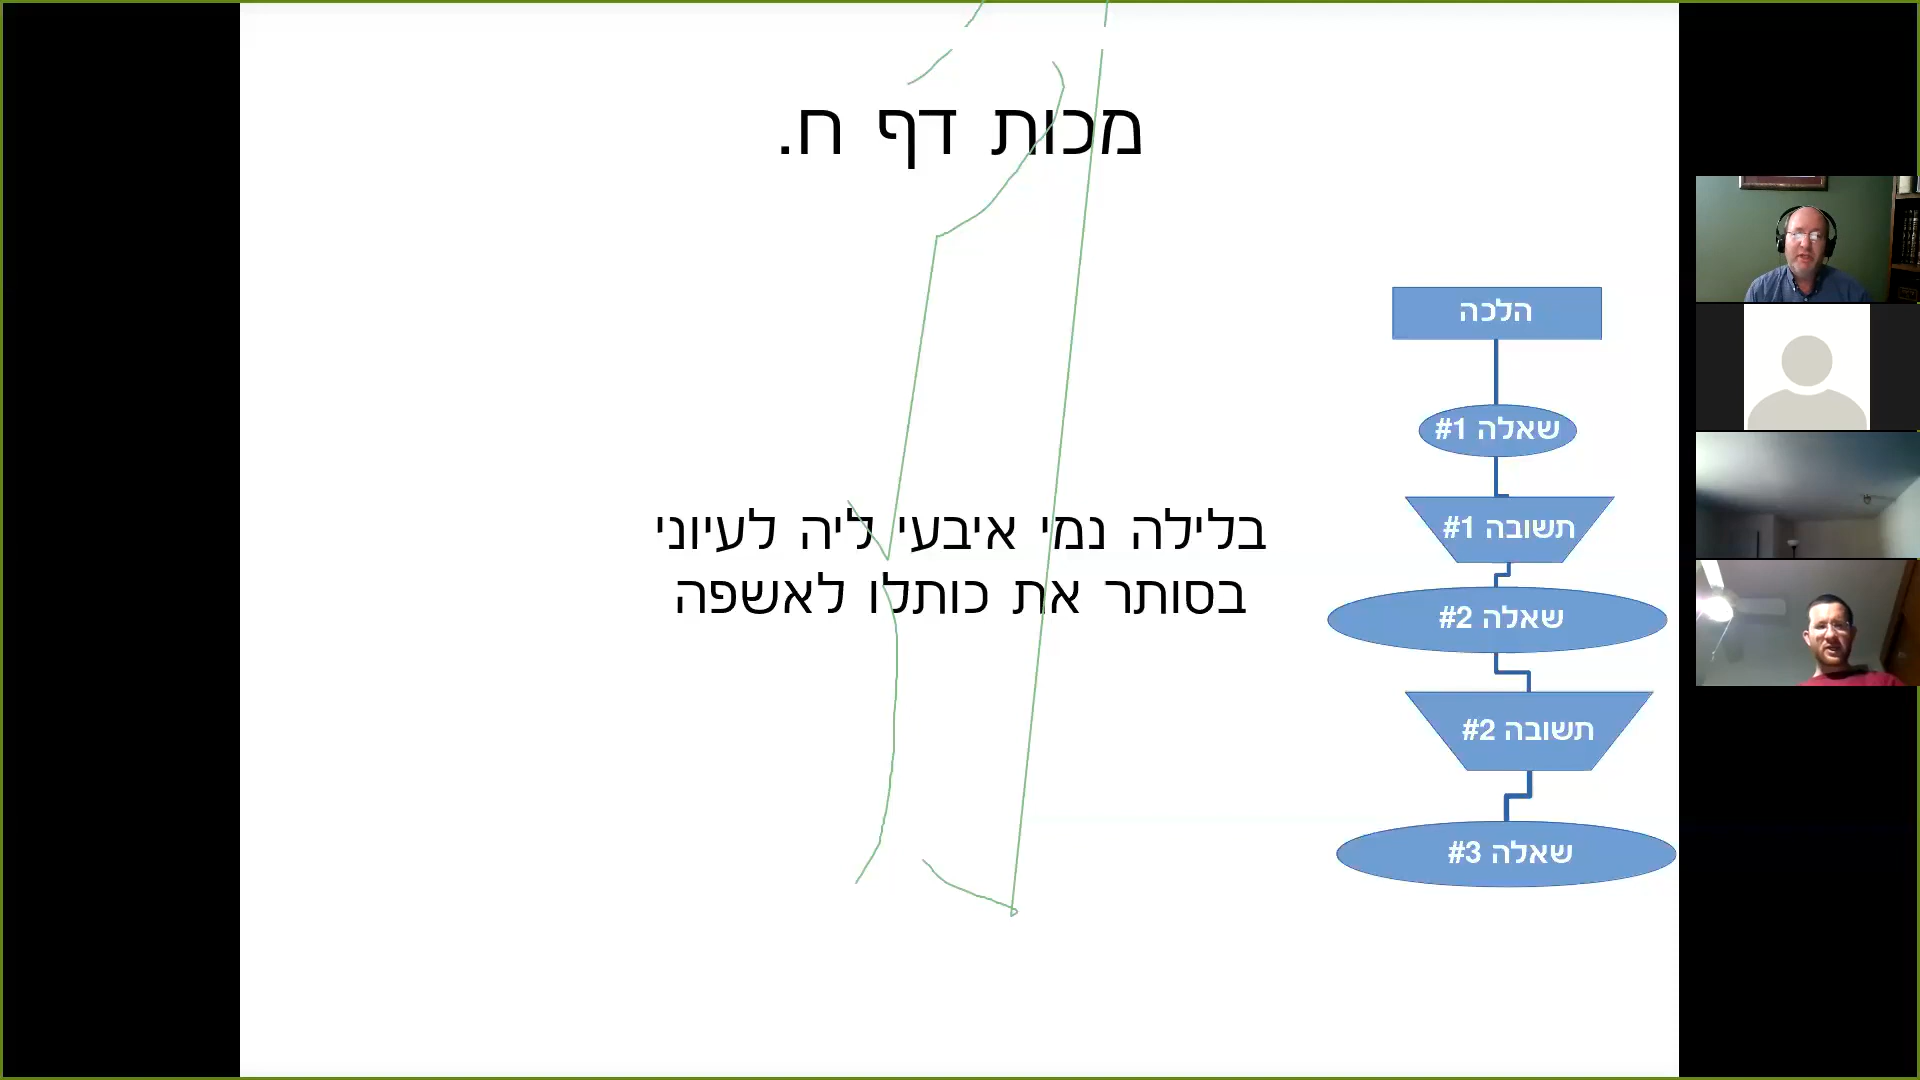 מכות דף ח.
בלילה נמי איבעי ליה לעיוני
בסותר את כותלו לאשפה
הלכה
שאלה #1
תשובה #1
שאלה #2
תשובה #2
שאלה #3